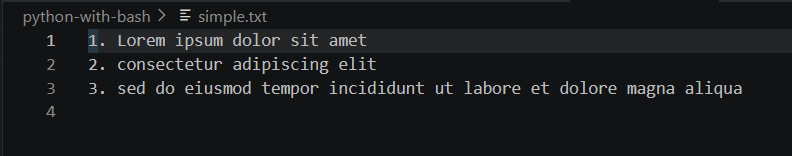 python-with-bash > simple.txt
1 1. Lorem ipsum dolor sit amet
2 2. consectetur adipiscing elit
3 3. sed do eiusmod tempor incididunt ut labore et dolore magna aliqua
4